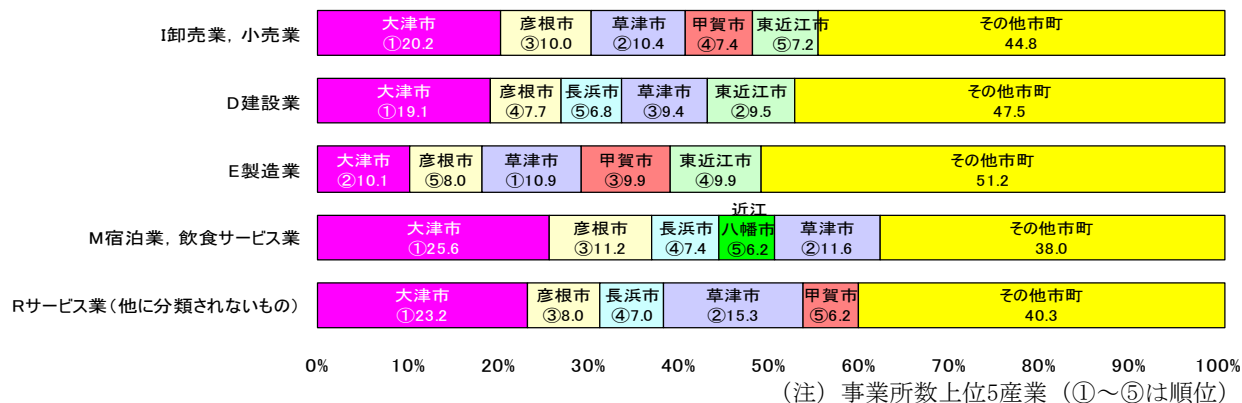 I卸売業，小売業
大津市 彦根市 草津市 甲賀市 東近江市 その他市町
①20.2 ③10.0 ②10.4 ④7.4 ⑤7.2 44.8
D建設業
大津市 彦根市 長浜市 草津市 東近江市 その他市町
①19.1 ④7.7 ⑤6.8 ③9.4 ②9.5 47.5
E製造業
大津市 彦根市 草津市 甲賀市 東近江市 その他市町
②10.1 ⑤8.0 ①10.9 ③9.9 ④9.9 51.2
M宿泊業，飲食サービス業
近江
大津市 彦根市 長浜市 八幡市 草津市 その他市町
①25.6 ③11.2 ④7.4 ⑤6.2 ②11.6 38.0
Rサービス業（他に分類されないもの）
大津市 彦根市 長浜市 草津市 甲賀市 その他市町
①23.2 ③8.0 ④7.0 ②15.3 ⑤6.2 40.3
0% 10% 20% 30% 40% 50% 60% 70% 80% 90% 100%
（注）事業所数上位5産業（①～⑤は順位）